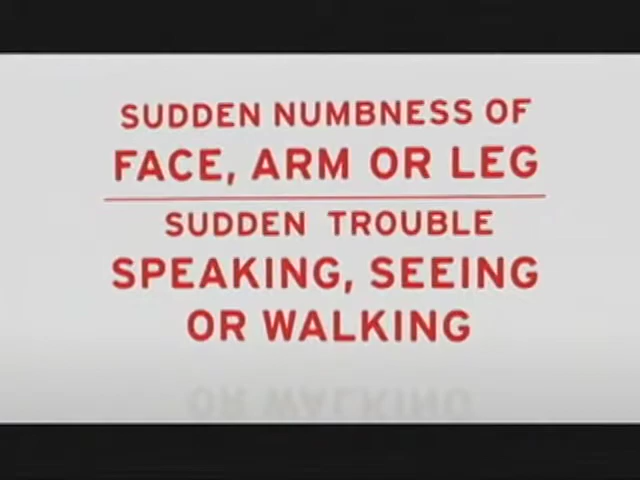 SUDDEN NUMBNESS OF
FACE, ARM OR LEG
SUDDEN TROUBLE
SPEAKING, SEEING
OR WALKING